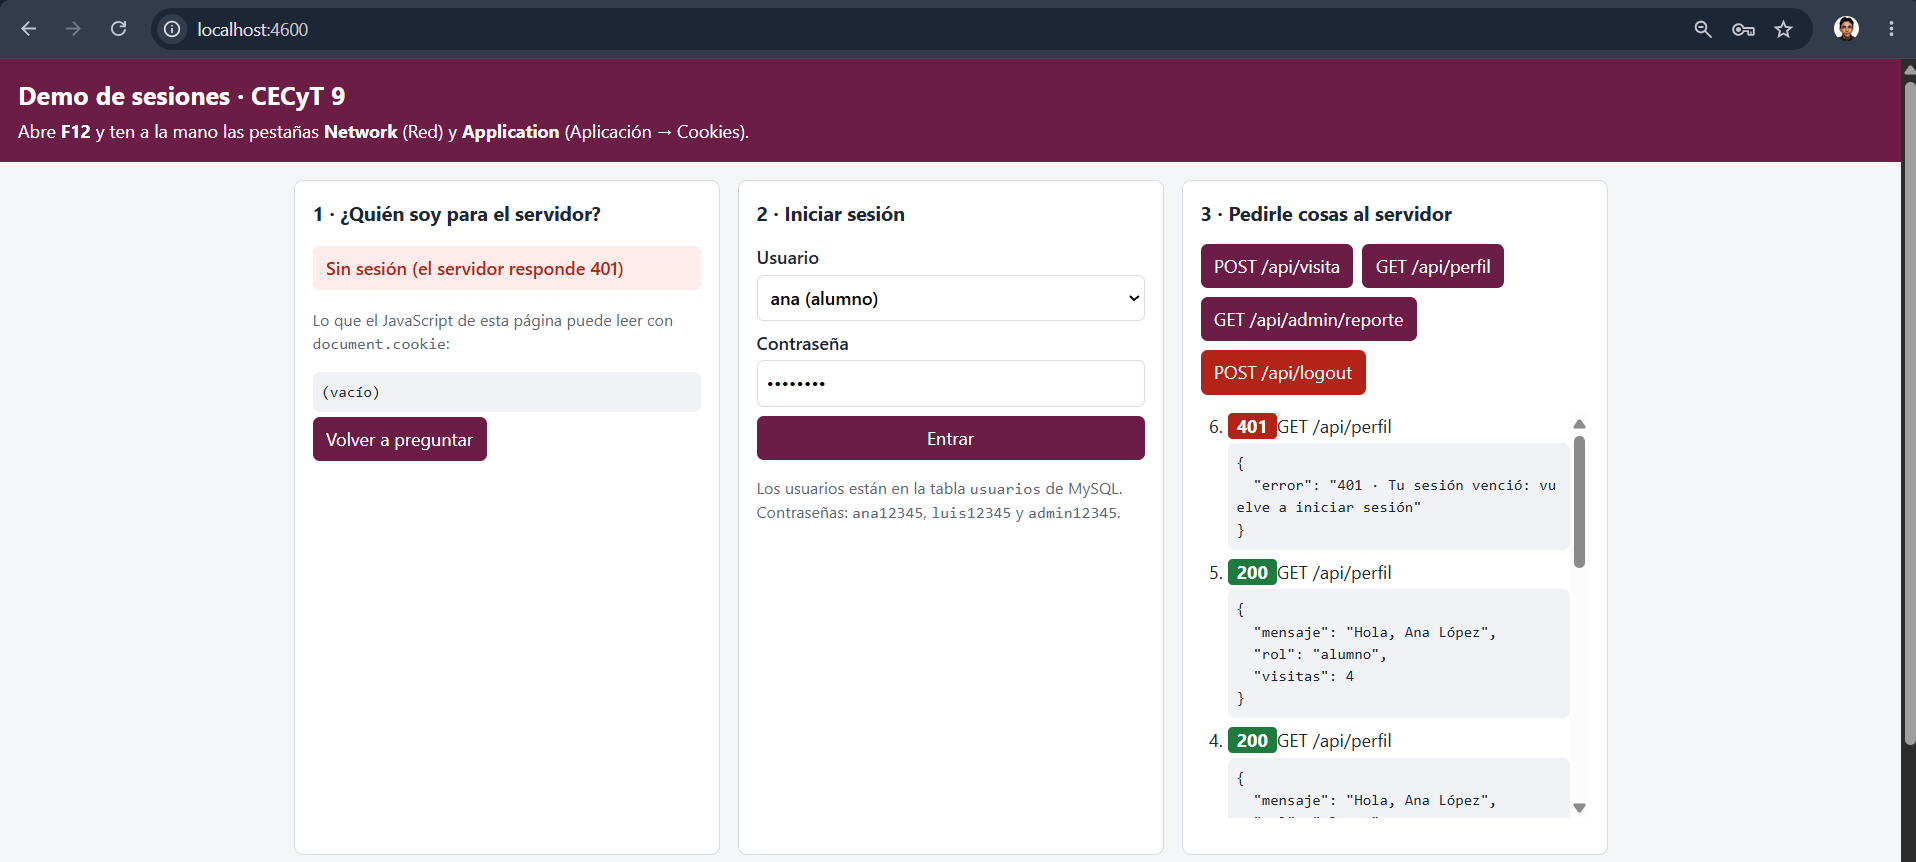 localhost:4600
Demo de sesiones · CECyT 9
Abre F12 y ten a la mano las pestañas Network (Red) y Application (Aplicación → Cookies).
1 · ¿Quién soy para el servidor?
Sin sesión (el servidor responde 401)
Lo que el JavaScript de esta página puede leer con
document.cookie:
(vacío)
Volver a preguntar
2 · Iniciar sesión
Usuario
ana (alumno)
Contraseña
••••••••
Entrar
Los usuarios están en la tabla usuarios de MySQL.
Contraseñas: ana12345, luis12345 y admin12345.
3 · Pedirle cosas al servidor
POST /api/visita
GET /api/perfil
GET /api/admin/reporte
POST /api/logout
6. 401 GET /api/perfil
{
"error": "401 · Tu sesión venció: vu
elve a iniciar sesión"
}
5. 200 GET /api/perfil
{
"mensaje": "Hola, Ana López",
"rol": "alumno",
"visitas": 4
}
4. 200 GET /api/perfil
{
"mensaje": "Hola, Ana López",